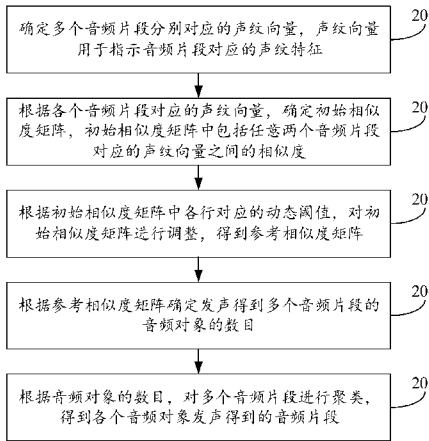 确定多个音频片段分别对应的声纹向量，声纹向量
用于指示音频片段对应的声纹特征
20
根据各个音频片段对应的声纹向量，确定初始相似
度矩阵，初始相似度矩阵中包括任意两个音频片段
对应的声纹向量之间的相似度
20
根据初始相似度矩阵中各行对应的动态阈值，对初
始相似度矩阵进行调整，得到参考相似度矩阵
20
根据参考相似度矩阵确定发声得到多个音频片段的
音频对象的数目
20
根据音频对象的数目，对多个音频片段进行聚类，
得到各个音频对象发声得到的音频片段
20